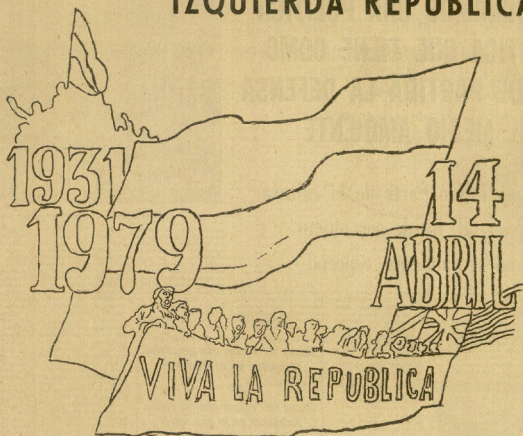 IZQUIERDA REPUBLICA
1931
1979
14
ABRIL
VIVA LA REPUBLICA